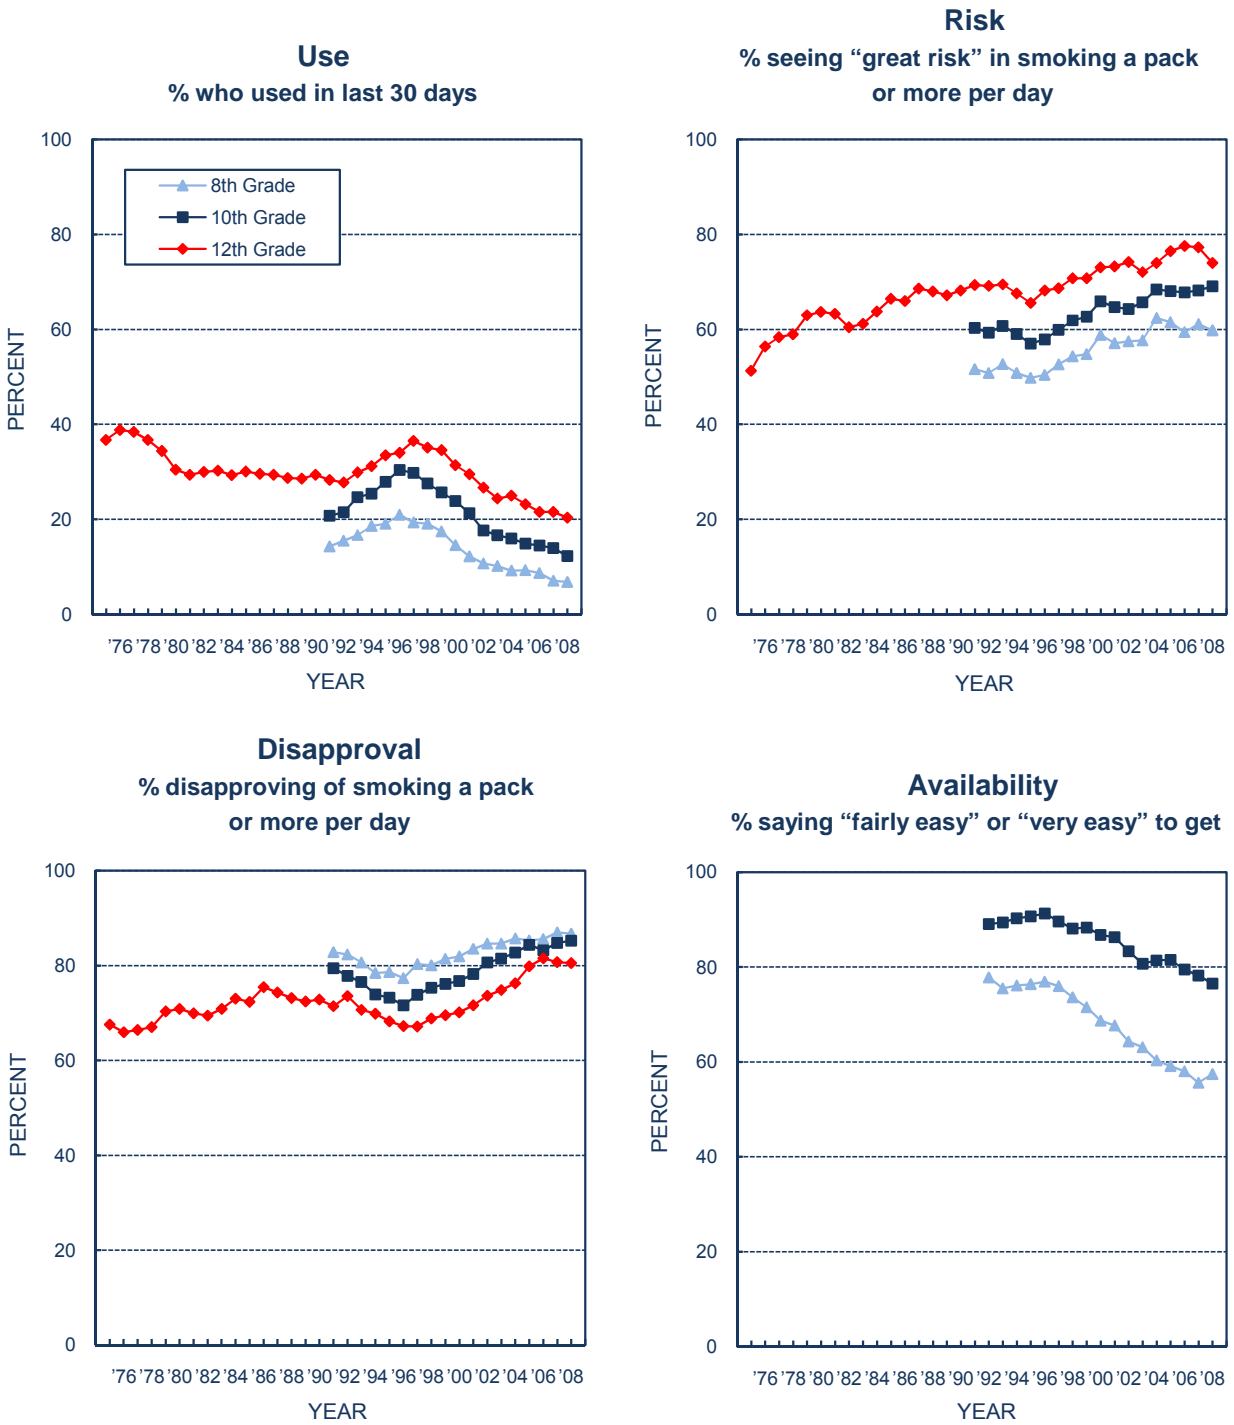 Use
% who used in last 30 days
100
80
60
40
20
0
PERCENT
8th Grade
10th Grade
12th Grade
’76 ’78 ’80 ’82 ’84 ’86 ’88 ’90 ’92 ’94 ’96 ’98 ’00 ’02 ’04 ’06 ’08
YEAR
Risk
% seeing “great risk” in smoking a pack
or more per day
100
80
60
40
20
0
PERCENT
’76 ’78 ’80 ’82 ’84 ’86 ’88 ’90 ’92 ’94 ’96 ’98 ’00 ’02 ’04 ’06 ’08
YEAR
Disapproval
% disapproving of smoking a pack
or more per day
100
80
60
40
20
0
PERCENT
’76 ’78 ’80 ’82 ’84 ’86 ’88 ’90 ’92 ’94 ’96 ’98 ’00 ’02 ’04 ’06 ’08
YEAR
Availability
% saying “fairly easy” or “very easy” to get
100
80
60
40
20
0
PERCENT
’76 ’78 ’80 ’82 ’84 ’86 ’88 ’90 ’92 ’94 ’96 ’98 ’00 ’02 ’04 ’06 ’08
YEAR